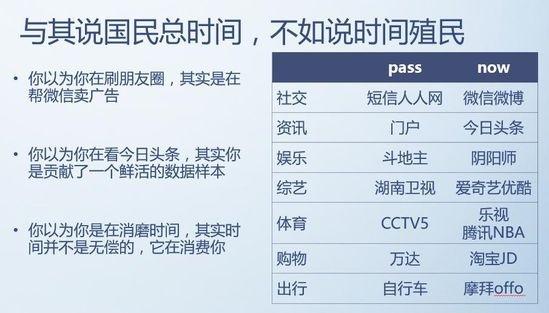 与其说国民总时间，不如说时间殖民
• 你以为你在刷朋友圈，其实是在
帮微信卖广告
• 你以为你在看今日头条，其实你
是贡献了一个鲜活的数据样本
• 你以为你是在消磨时间，其实时
间并不是无偿的，它在消费你
pass now
社交 短信人人网 微信微博
资讯 门户 今日头条
娱乐 斗地主 阴阳师
综艺 湖南卫视 爱奇艺优酷
体育 CCTV5 乐视
腾讯NBA
购物 万达 淘宝JD
出行 自行车 摩拜offo